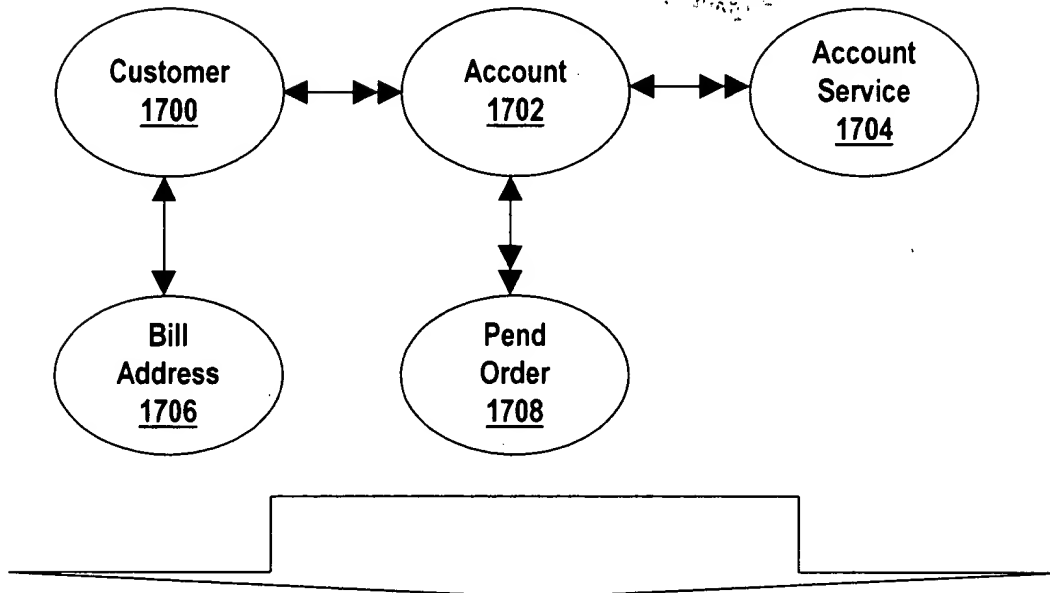 Customer
1700
Account
1702
Account
Service
1704
Bill
Address
1706
Pend
Order
1708